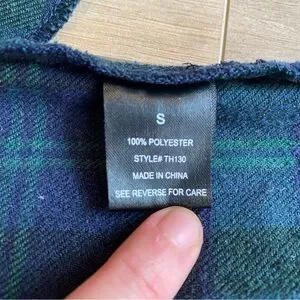 S
100% POLYESTER
STYLE# TH130
MADE IN CHINA
SEE REVERSE FOR CARE